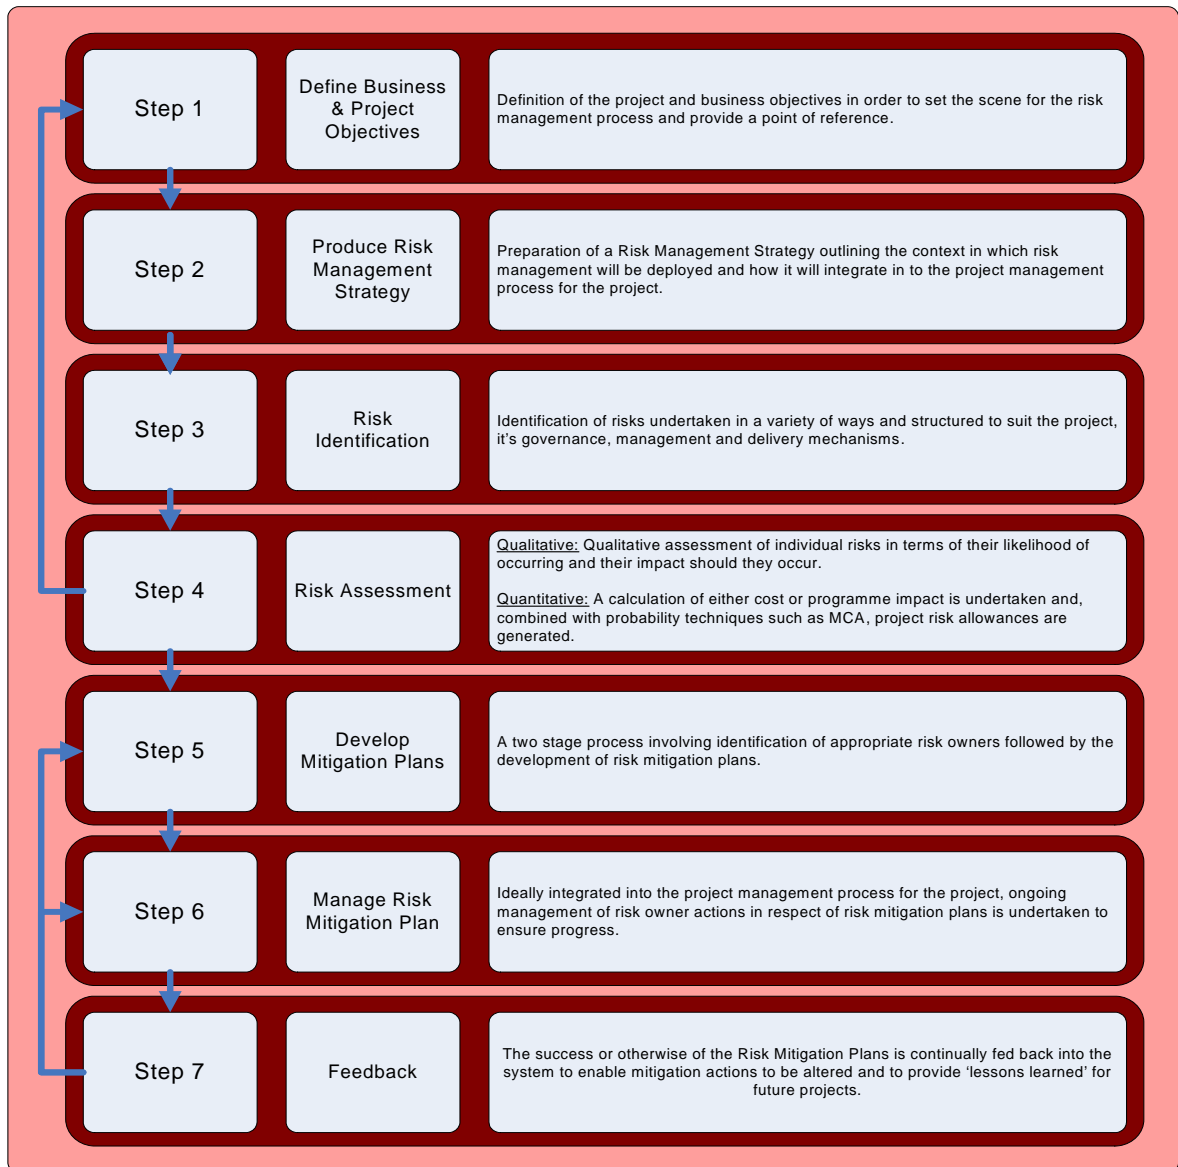 Step 1
Define Business
& Project
Objectives
Definition of the project and business objectives in order to set the scene for the risk
management process and provide a point of reference.
Step 2
Produce Risk
Management
Strategy
Preparation of a Risk Management Strategy outlining the context in which risk
management will be deployed and how it will integrate in to the project management
process for the project.
Step 3
Risk
Identification
Identification of risks undertaken in a variety of ways and structured to suit the project,
it's governance, management and delivery mechanisms.
Step 4
Risk Assessment
Qualitative: Qualitative assessment of individual risks in terms of their likelihood of
occurring and their impact should they occur.
Quantitative: A calculation of either cost or programme impact is undertaken and,
combined with probability techniques such as MCA, project risk allowances are
generated.
Step 5
Develop
Mitigation Plans
A two stage process involving identification of appropriate risk owners followed by the
development of risk mitigation plans.
Step 6
Manage Risk
Mitigation Plan
Ideally integrated into the project management process for the project, ongoing
management of risk owner actions in respect of risk mitigation plans is undertaken to
ensure progress.
Step 7
Feedback
The success or otherwise of the Risk Mitigation Plans is continually fed back into the
system to enable mitigation actions to be altered and to provide ‘lessons learned’ for
future projects.